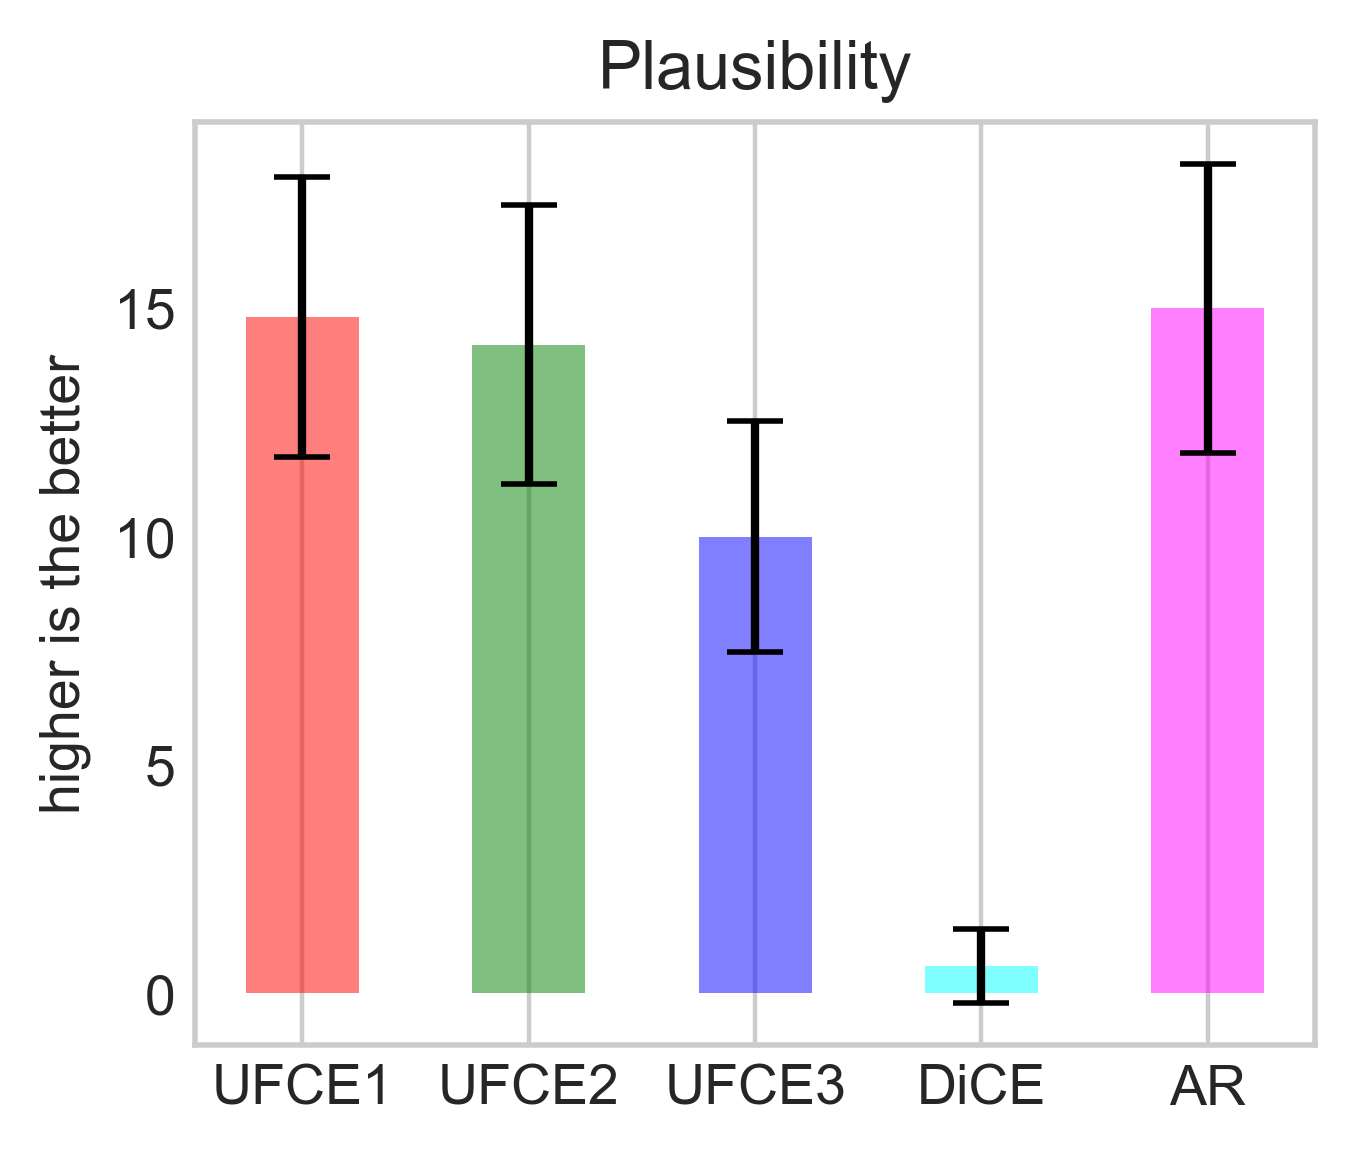 Plausibility
higher is the better
15
10
5
0
UFCE1
UFCE2
UFCE3
DiCE
AR